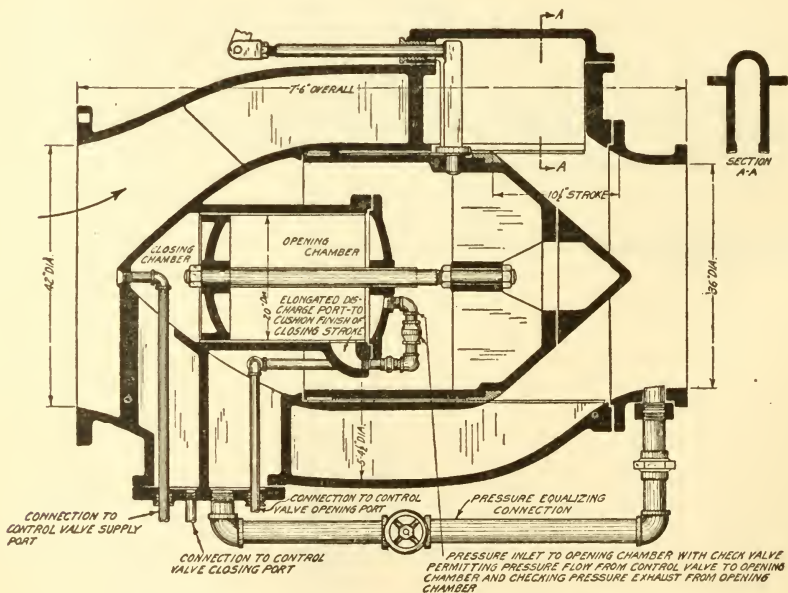 A
7'-6" OVERALL
A
SECTION
A-A
10½" STROKE
42" DIA.
CLOSING
CHAMBER
OPENING
CHAMBER
20" DIA
36" DIA.
ELONGATED DIS-
CHARGE PORT-TO
CUSHION FINISH OF
CLOSING STROKE
5'-4½" DIA.
CONNECTION TO
CONTROL VALVE SUPPLY
PORT
CONNECTION TO CONTROL
VALVE OPENING PORT
PRESSURE EQUALIZING
CONNECTION
CONNECTION TO CONTROL
VALVE CLOSING PORT
PRESSURE INLET TO OPENING CHAMBER WITH CHECK VALVE
PERMITTING PRESSURE FLOW FROM CONTROL VALVE TO OPENING
CHAMBER AND CHECKING PRESSURE EXHAUST FROM OPENING
CHAMBER